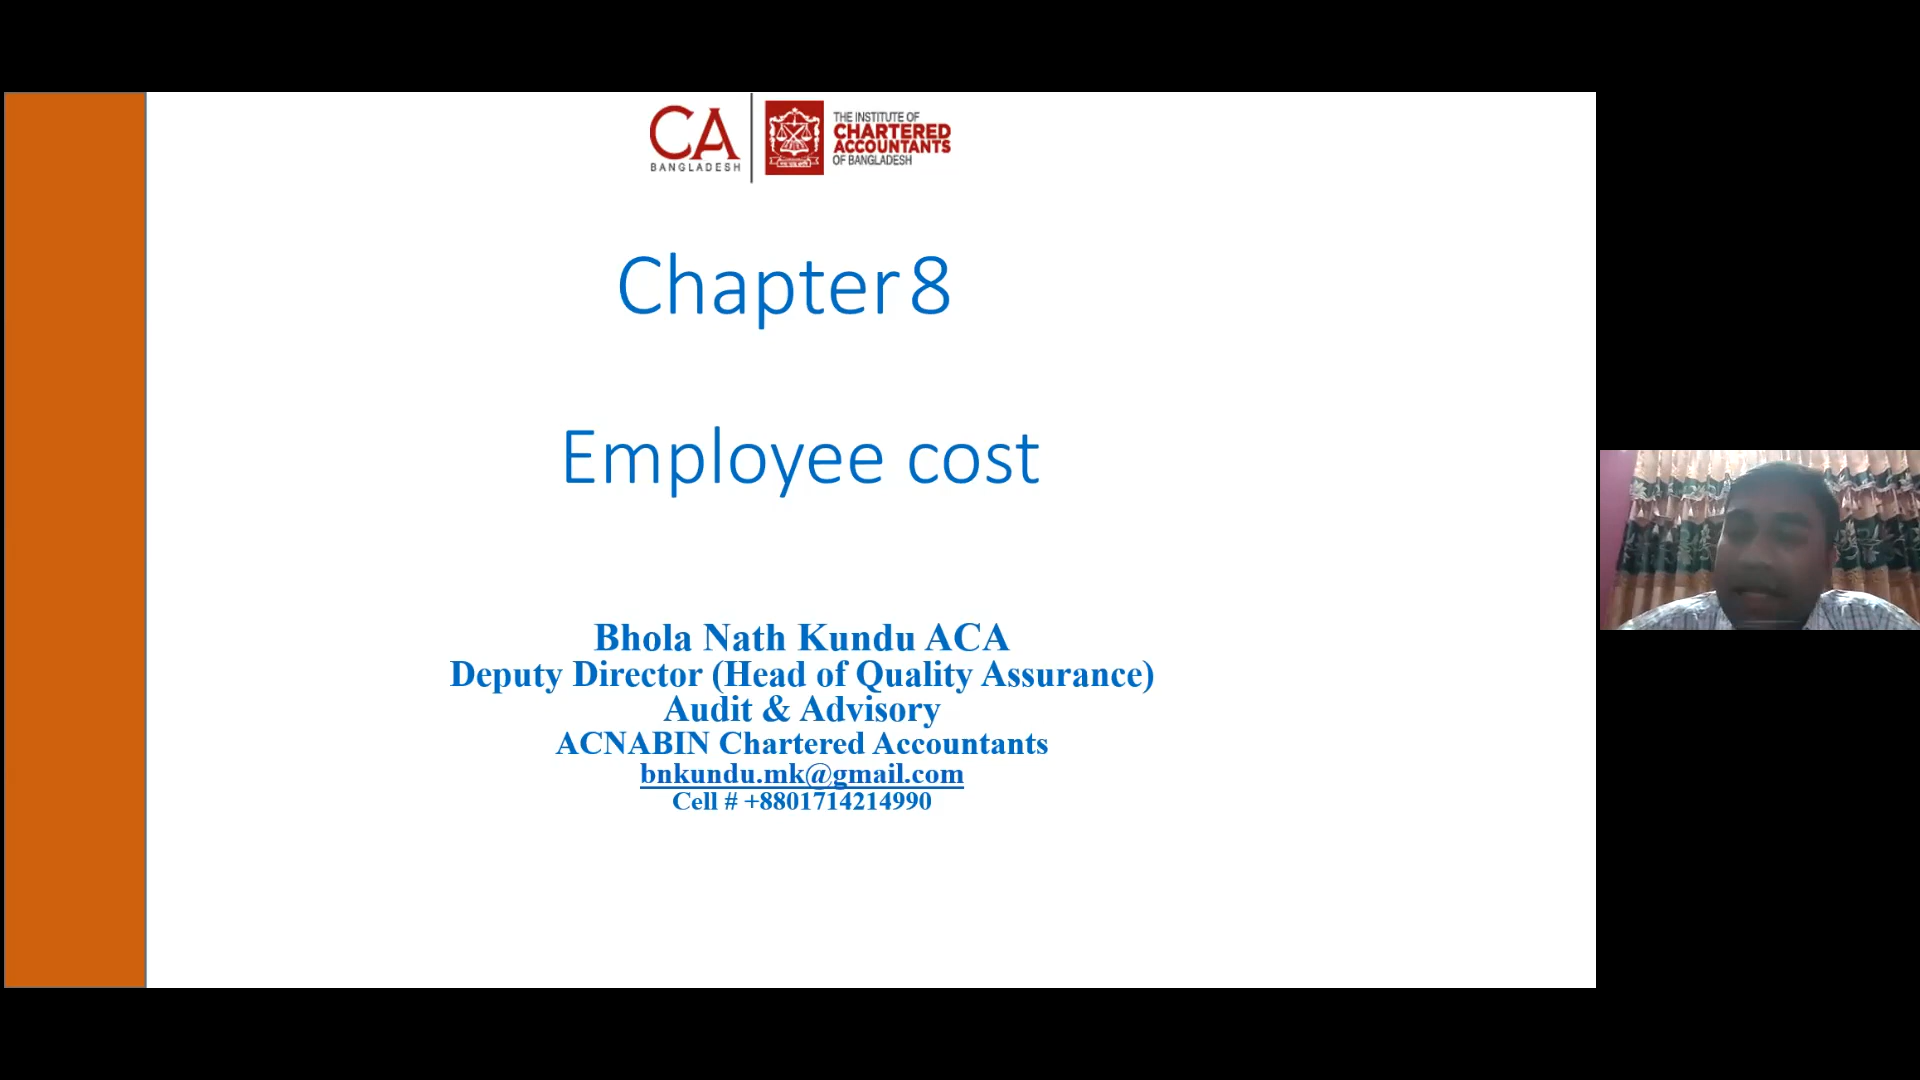 CA
BANGLADESH
THE INSTITUTE OF
CHARTERED
ACCOUNTANTS
OF BANGLADESH
Chapter 8
Employee cost
Bhola Nath Kundu ACA
Deputy Director (Head of Quality Assurance)
Audit & Advisory
ACNABIN Chartered Accountants
bnkundu.mk@gmail.com
Cell # +8801714214990